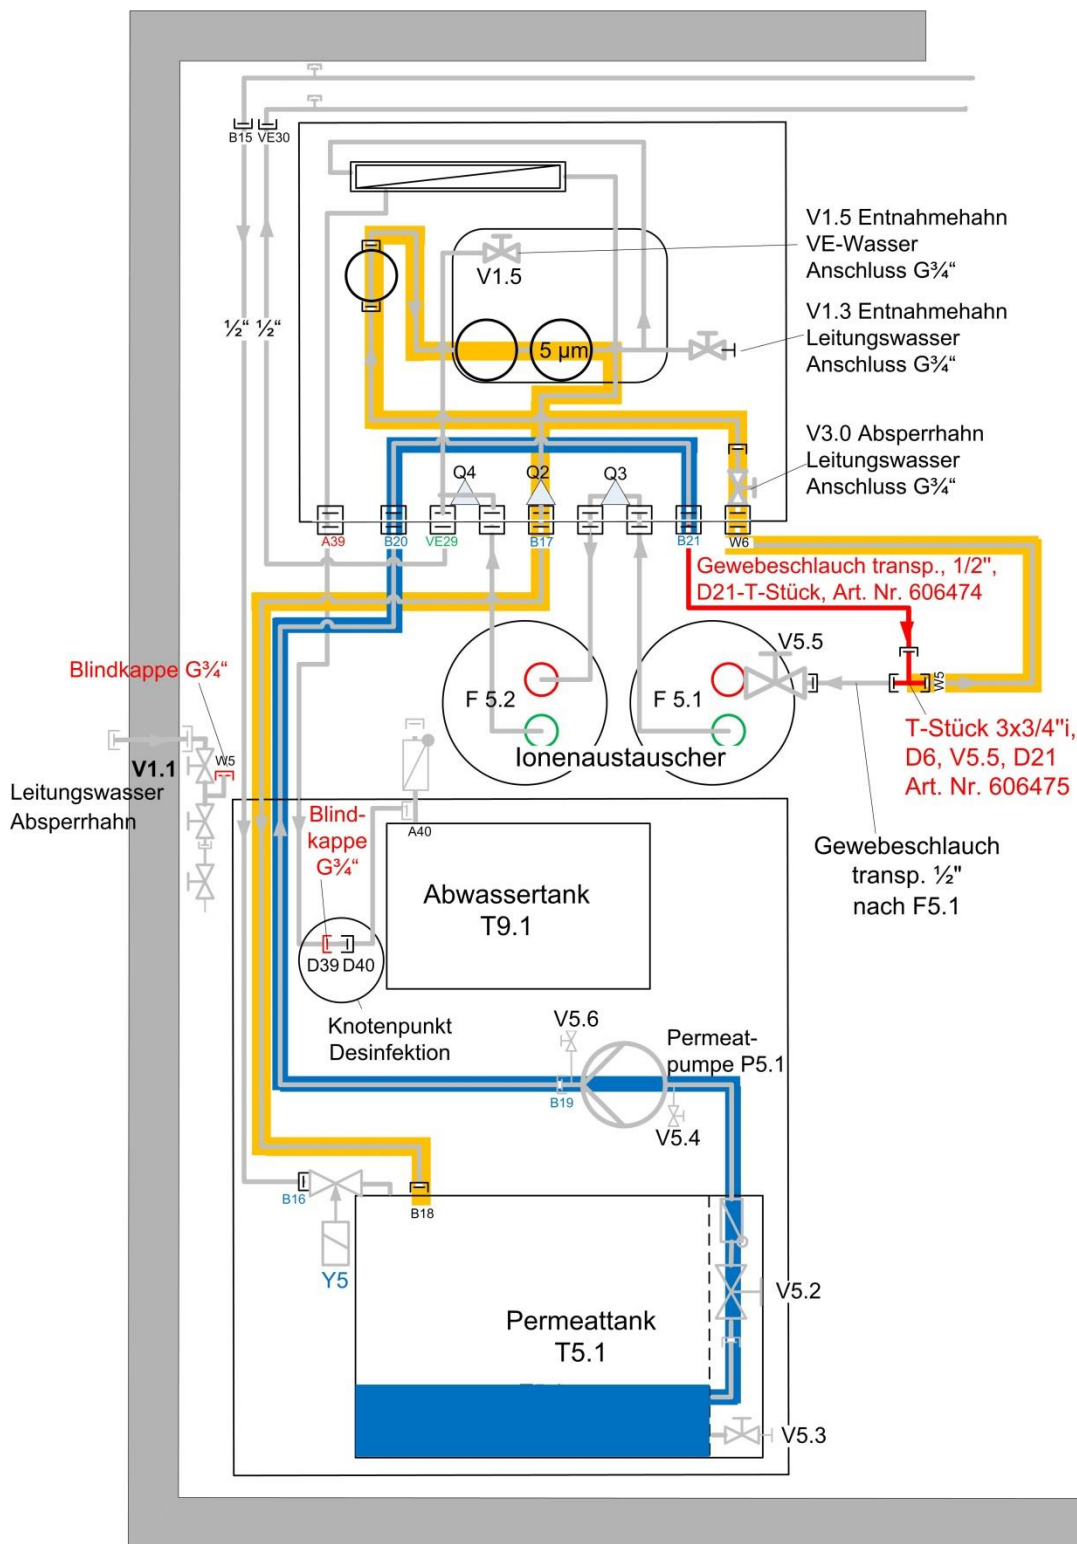 B15 VE30
V1.5 Entnahmehahn
VE-Wasser
Anschluss G¾“
V1.5
½“ ½“
V1.3 Entnahmehahn
Leitungswasser
Anschluss G¾“
5 µm
V3.0 Absperrhahn
Leitungswasser
Anschluss G¾“
Q4 Q2 Q3
A39 B20 VE29 B17 B21 W6
Gewebeschlauch transp., 1/2",
D21-T-Stück, Art. Nr. 606474
V5.5
Blindkappe G¾“
F 5.2
F 5.1
W5
Ionenaustauscher
T-Stück 3x3/4"i,
D6, V5.5, D21
Art. Nr. 606475
W5
V1.1
Leitungswasser
Absperrhahn
Blind-
kappe
G¾“
A40
Gewebeschlauch
transp. ½"
nach F5.1
Abwassertank
T9.1
D39 D40
Knotenpunkt
Desinfektion
V5.6
Permeat-
pumpe P5.1
B19
V5.4
B16
B18
Y5
V5.2
Permeattank
T5.1
V5.3